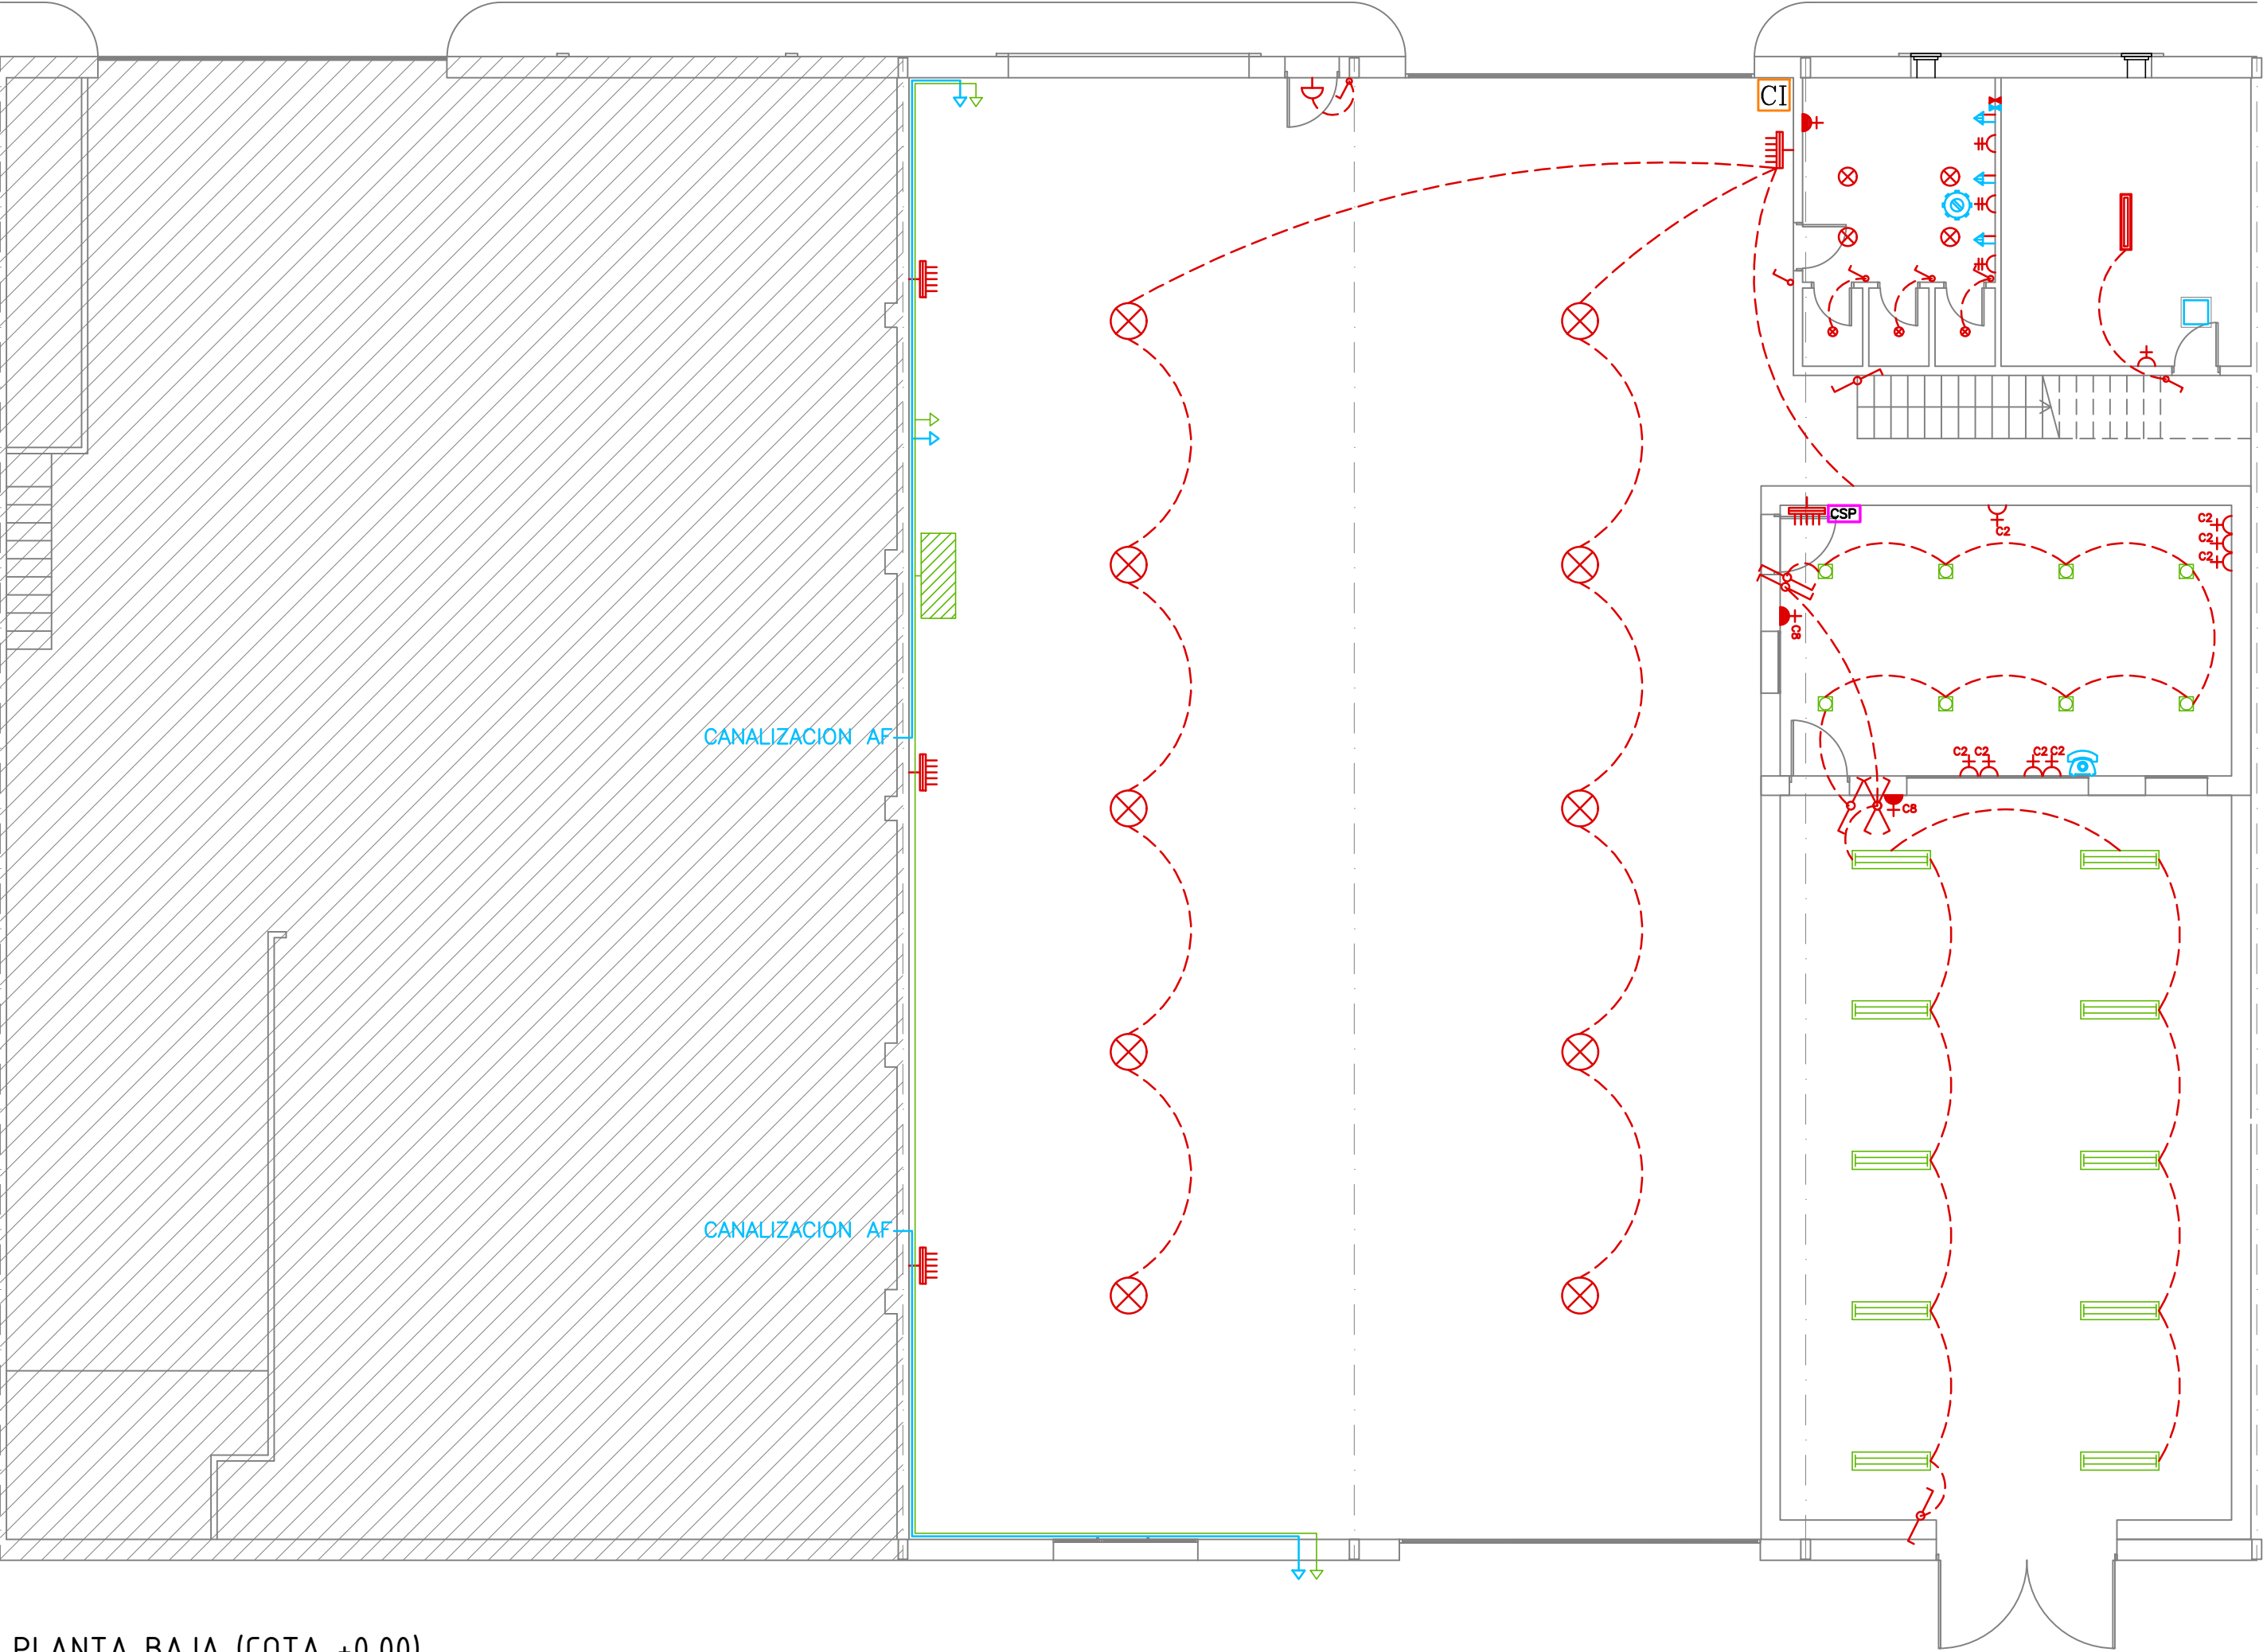 CI
CSP
C2
C2
C2
C2
C8
CANALIZACION AF
C2 C2 C2 C2
C8
CANALIZACION AF
PLANTA BAJA (COTA +0.00)